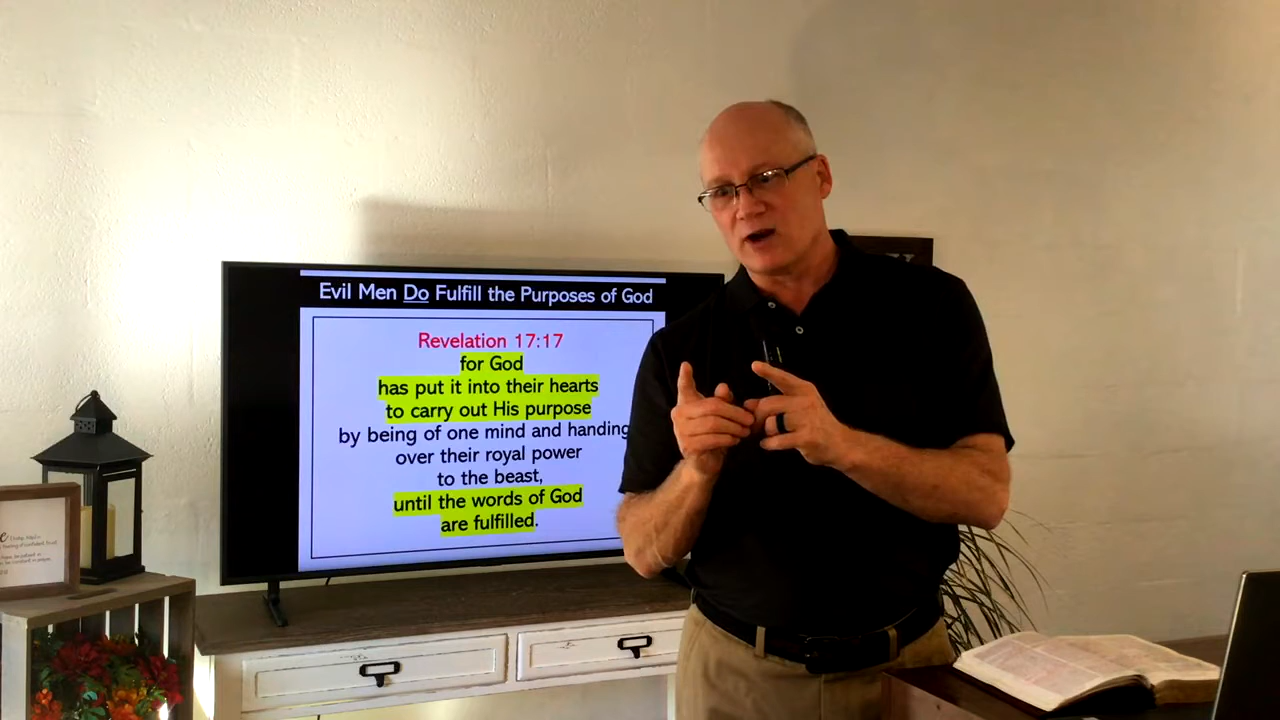 Evil Men Do Fulfill the Purposes of God
Revelation 17:17
for God
has put it into their hearts
to carry out His purpose
by being of one mind and handing
over their royal power
to the beast,
until the words of God
are fulfilled.